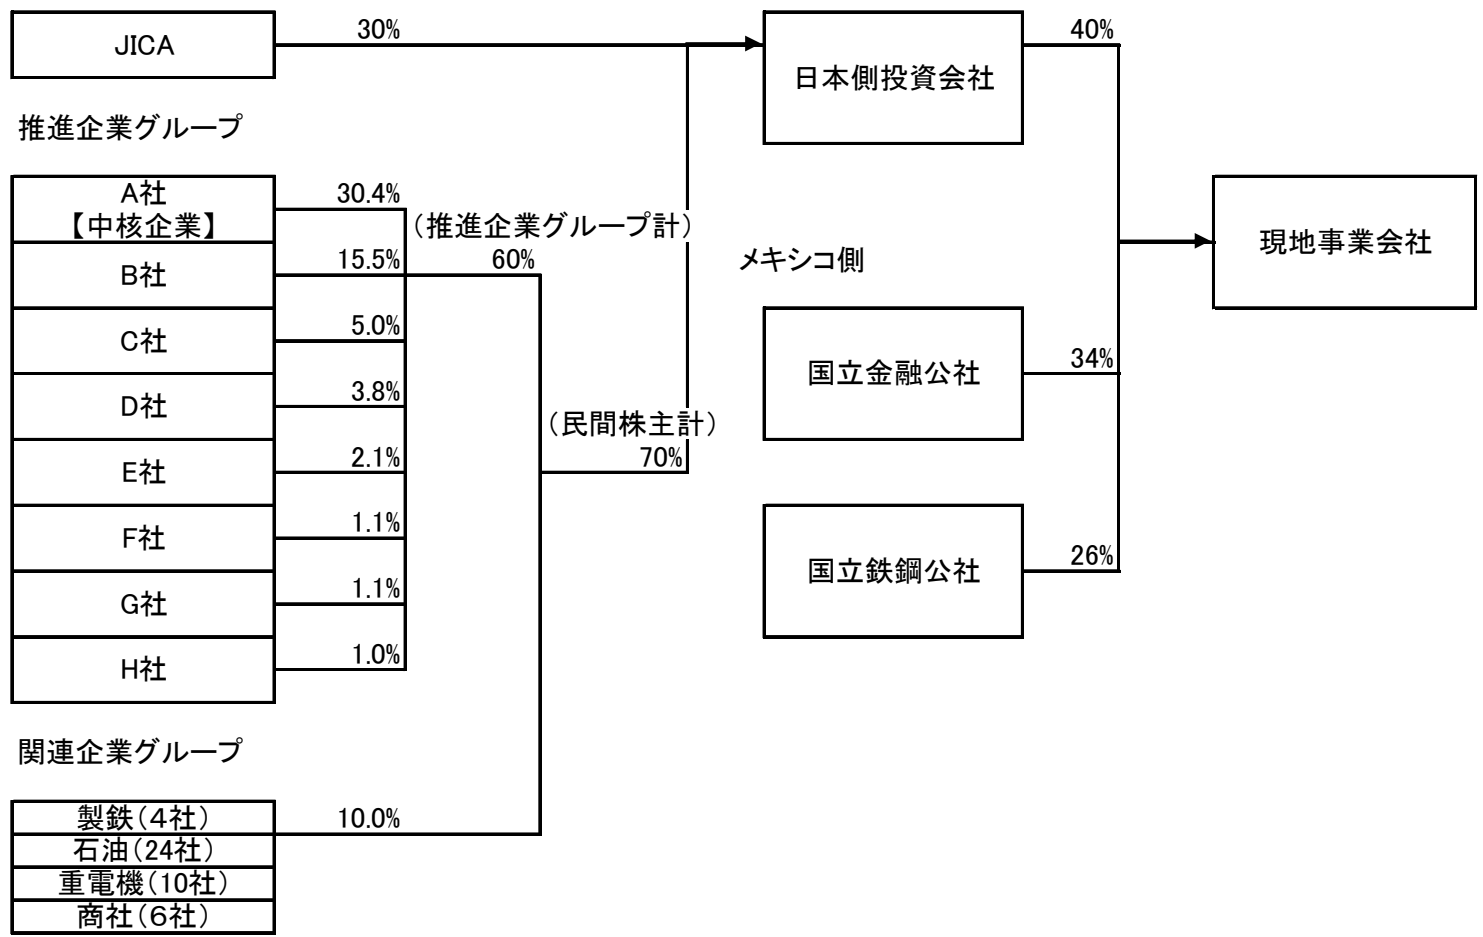 JICA
30%
日本側投資会社
40%
推進企業グループ
A社
【中核企業】
30.4%
(推進企業グループ計)
B社
15.5%
60%
メキシコ側
現地事業会社
C社
5.0%
国立金融公社
34%
D社
3.8%
(民間株主計)
E社
2.1%
70%
F社
1.1%
国立鉄鋼公社
26%
G社
1.1%
H社
1.0%
関連企業グループ
製鉄(4社)
10.0%
石油(24社)
重電機(10社)
商社(6社)